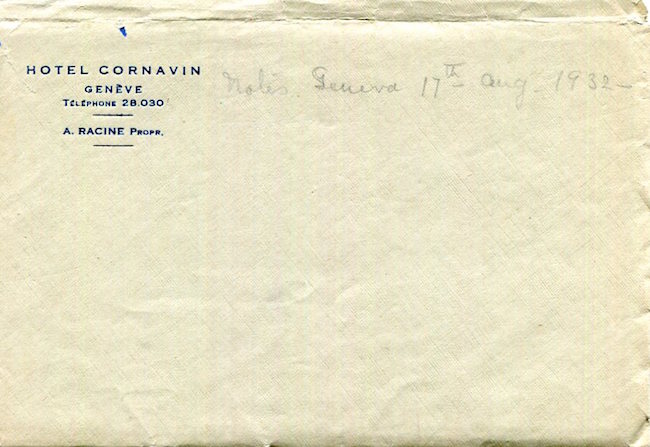 HOTEL CORNAVIN
GENÈVE
TÉLÉPHONE 28.030
A. RACINE PROPR.
Notes. Geneva 17th Aug. 1932-